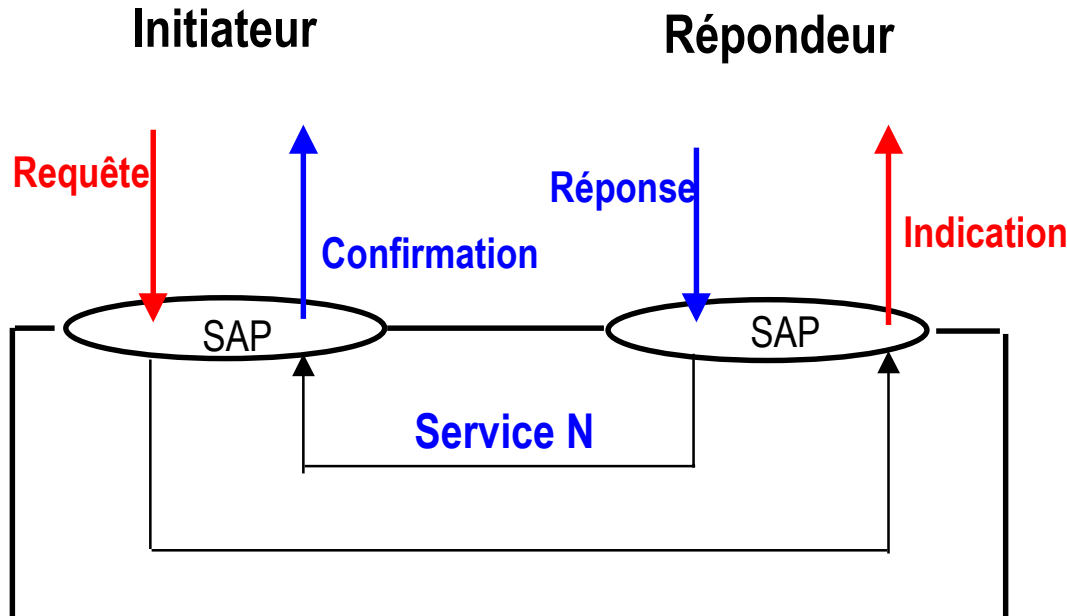 Initiateur
Répondeur
Requête
Confirmation
Réponse
Indication
SAP
SAP
Service N